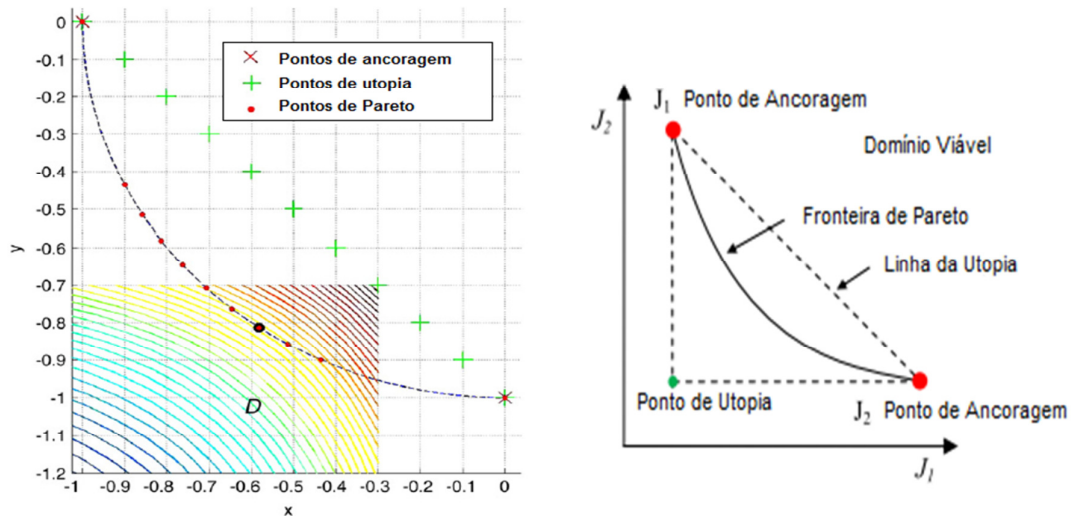 Pontos de ancoragem
Pontos de utopia
Pontos de Pareto
0
-0.1
-0.2
-0.3
-0.4
-0.5
-0.6
-0.7
-0.8
-0.9
-1
-1.1
-1.2
y
D
-1 -0.9 -0.8 -0.7 -0.6 -0.5 -0.4 -0.3 -0.2 -0.1 0
x
J2
J1 Ponto de Ancoragem
Domínio Viável
Fronteira de Pareto
Linha da Utopia
Ponto de Utopia
J2 Ponto de Ancoragem
J1